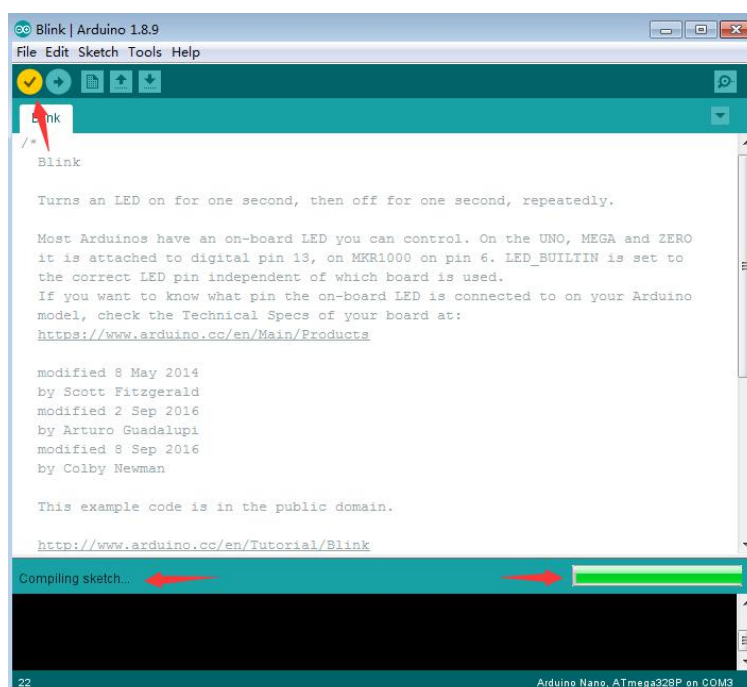 Blink | Arduino 1.8.9
File Edit Sketch Tools Help
/*
Blink
Turns an LED on for one second, then off for one second, repeatedly.
Most Arduinos have an on-board LED you can control. On the UNO, MEGA and ZERO
it is attached to digital pin 13, on MKR1000 on pin 6. LED_BUILTIN is set to
the correct LED pin independent of which board is used.
If you want to know what pin the on-board LED is connected to on your Arduino
model, check the Technical Specs of your board at:
https://www.arduino.cc/en/Main/Products
modified 8 May 2014
by Scott Fitzgerald
modified 2 Sep 2016
by Arturo Guadalupi
modified 8 Sep 2016
by Colby Newman
This example code is in the public domain.
http://www.arduino.cc/en/Tutorial/Blink
Compiling sketch...
22 Arduino Nano, ATmega328P on COM3